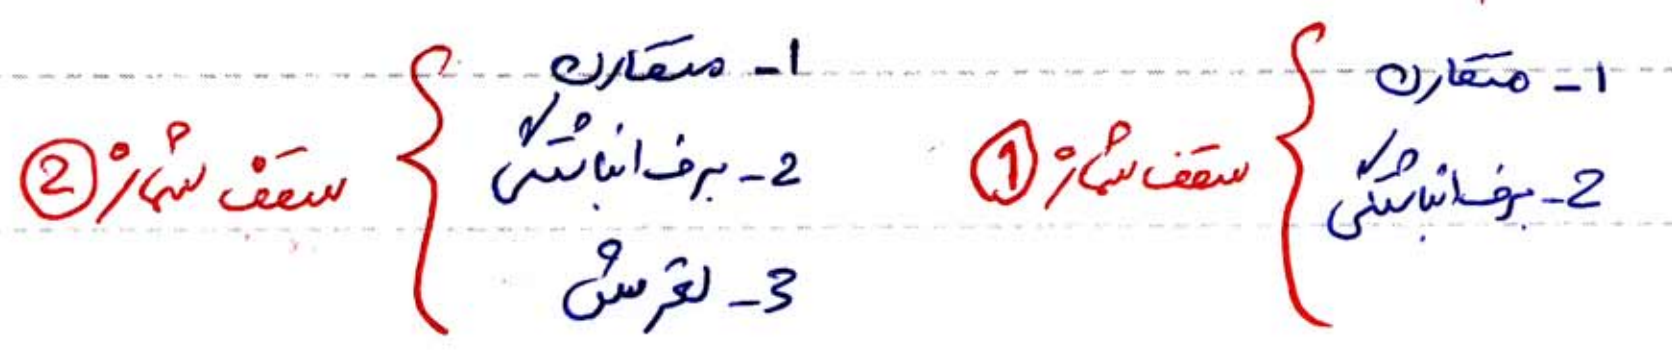 سقف شماره 1
1- متقارن
2- برف انباشتگی
سقف شماره 2
1- متقارن
2- برف انباشتگی
3- لغزش